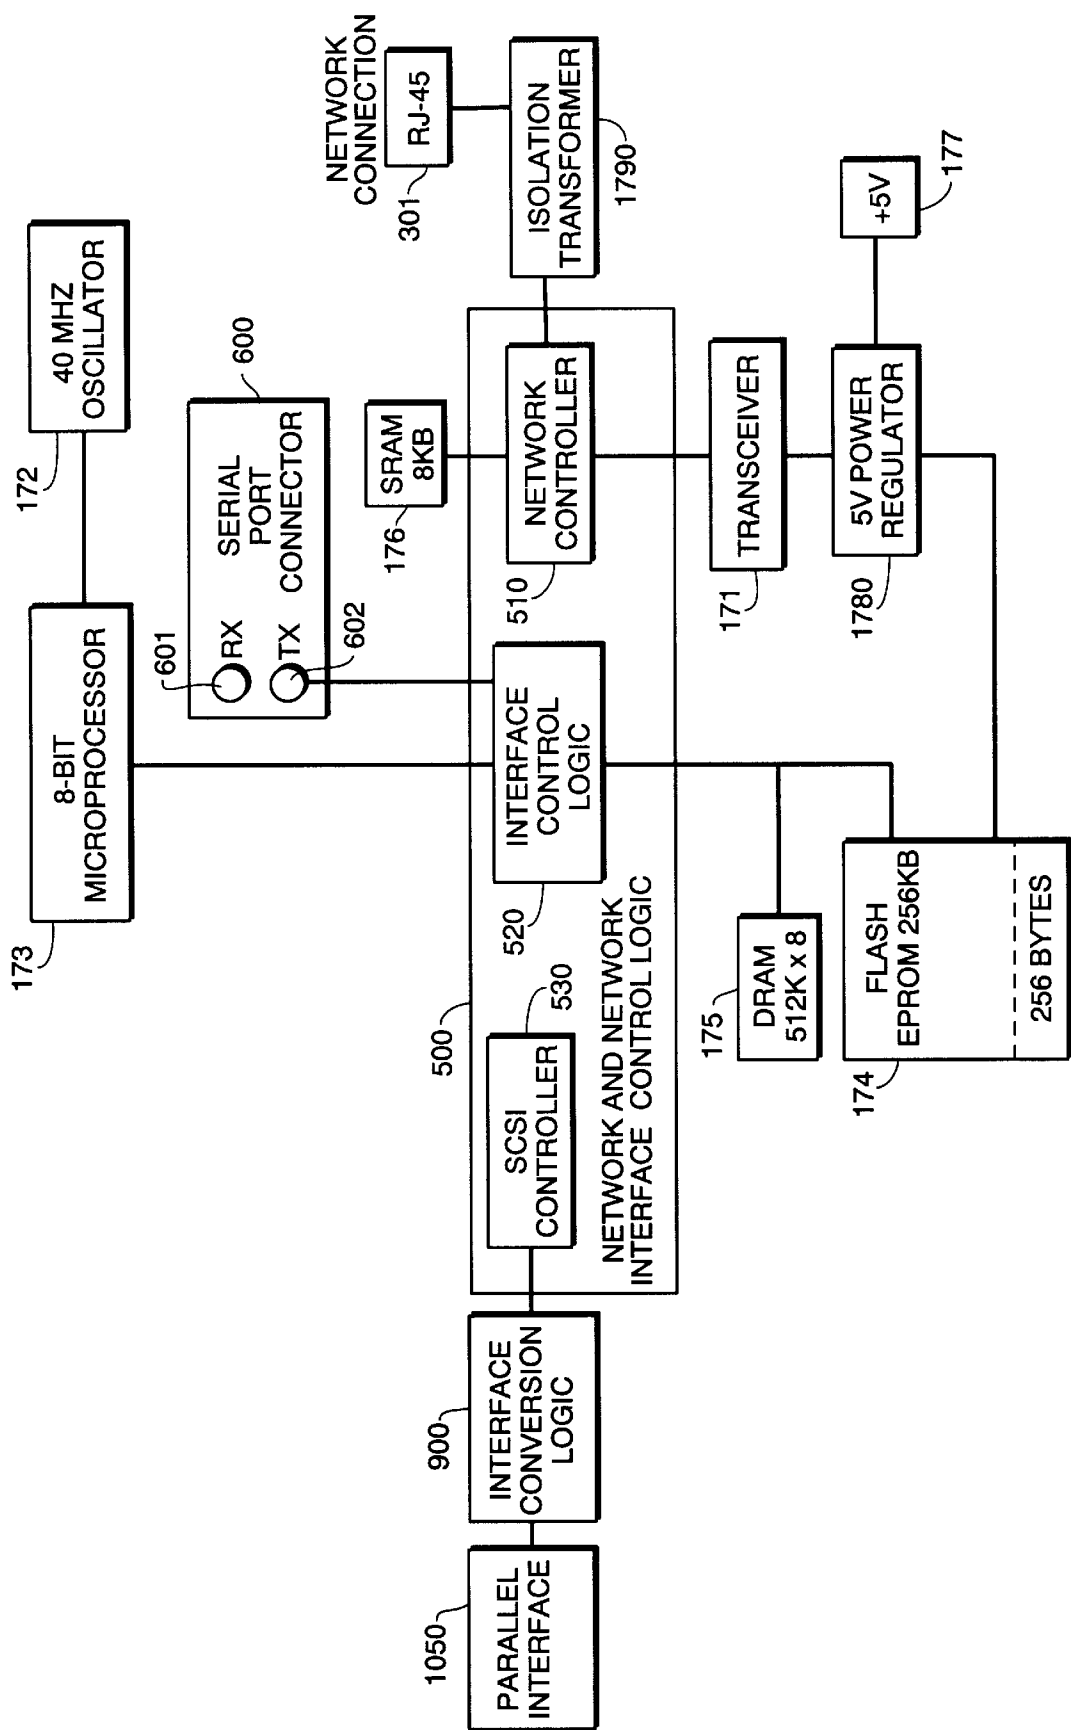 172
40 MHZ
OSCILLATOR
173
8-BIT
MICROPROCESSOR
600
SERIAL
PORT
CONNECTOR
601
RX
TX
602
NETWORK
CONNECTION
301
RJ-45
176
SRAM
8KB
500
530
SCSI
CONTROLLER
520
INTERFACE
CONTROL
LOGIC
510
NETWORK
CONTROLLER
ISOLATION
TRANSFORMER
1790
NETWORK AND NETWORK
INTERFACE CONTROL LOGIC
1050
PARALLEL
INTERFACE
900
INTERFACE
CONVERSION
LOGIC
175
DRAM
512K x 8
171
TRANSCEIVER
174
FLASH
EPROM 256KB
256 BYTES
1780
5V POWER
REGULATOR
+5V
177